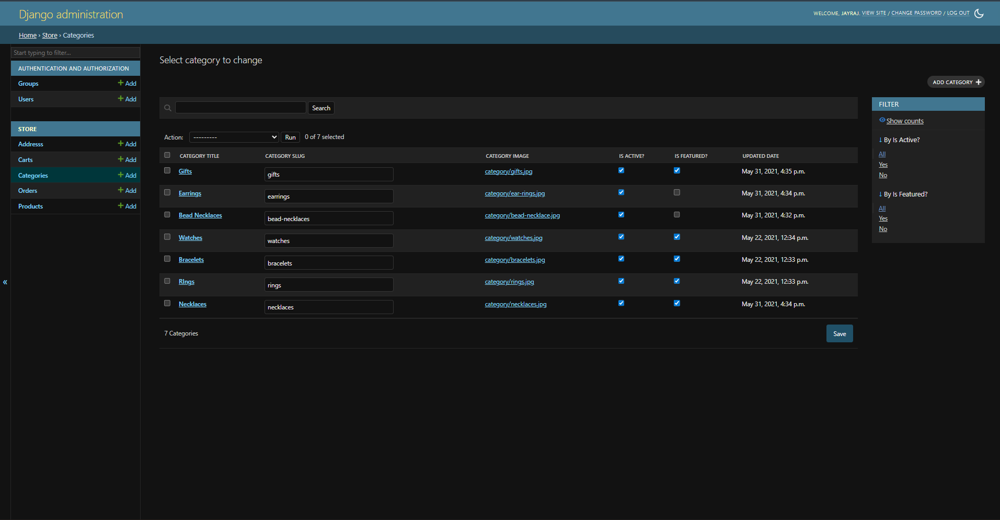 Django administration
WELCOME, JAYRAJ. VIEW SITE / CHANGE PASSWORD / LOG OUT
Home › Store › Categories
Start typing to filter...
AUTHENTICATION AND AUTHORIZATION
Groups + Add
Users + Add
STORE
Addresss + Add
Carts + Add
Categories + Add
Orders + Add
Products + Add
«
Select category to change
ADD CATEGORY +
Search
Action: --------- Run 0 of 7 selected
CATEGORY TITLE CATEGORY SLUG CATEGORY IMAGE IS ACTIVE? IS FEATURED? UPDATED DATE
Gifts gifts category/gifts.jpg May 31, 2021, 4:35 p.m.
Earrings earrings category/ear-rings.jpg May 31, 2021, 4:34 p.m.
Bead Necklaces bead-necklaces category/bead-necklace.jpg May 31, 2021, 4:32 p.m.
Watches watches category/watches.jpg May 22, 2021, 12:34 p.m.
Bracelets bracelets category/bracelets.jpg May 22, 2021, 12:33 p.m.
RIngs rings category/rings.jpg May 22, 2021, 12:33 p.m.
Necklaces necklaces category/necklaces.jpg May 31, 2021, 4:34 p.m.
7 Categories
Save
FILTER
Show counts
↓ By Is Active?
All
Yes
No
↓ By Is Featured?
All
Yes
No